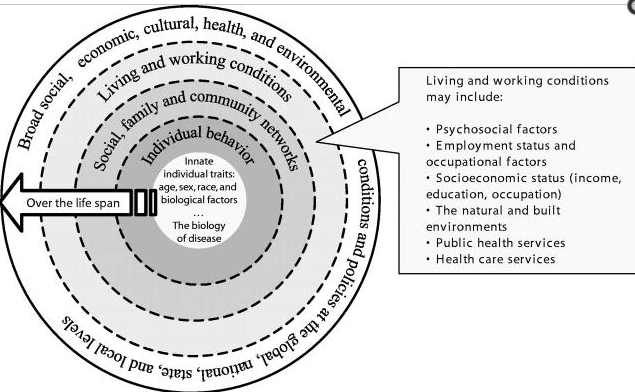 Broad social, economic, cultural, health, and environmental
conditions and policies at the global, national, state, and local levels
Living and working conditions
Social, family and community networks
Individual behavior
Innate
individual traits:
age, sex, race, and
biological factors
...
The biology
of disease
Over the life span
Living and working conditions
may include:
• Psychosocial factors
• Employment status and
occupational factors
• Socioeconomic status (income,
education, occupation)
• The natural and built
environments
• Public health services
• Health care services